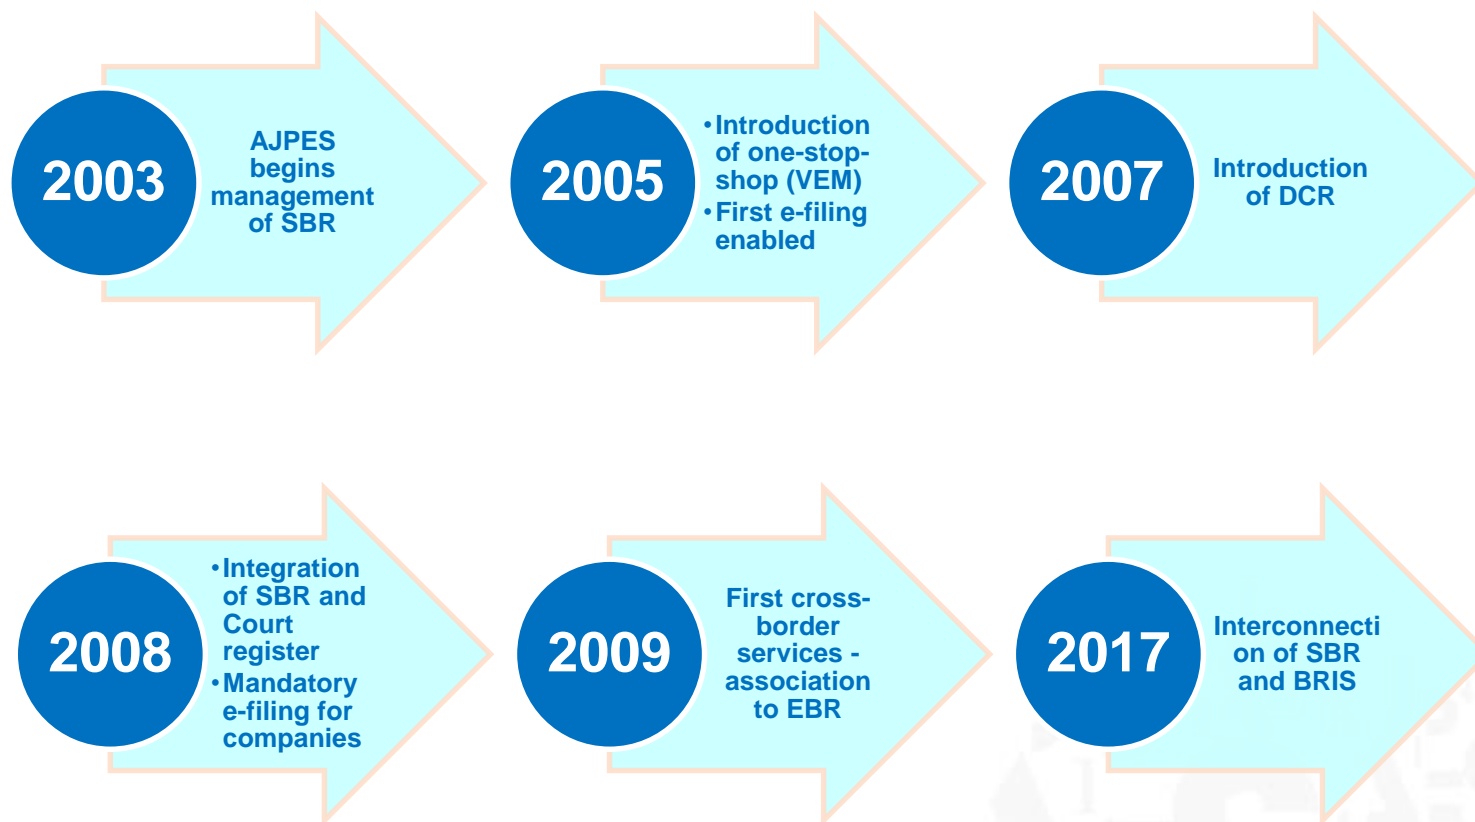 2003
AJPES
begins
management
of SBR
2005
•Introduction
of one-stop-
shop (VEM)
•First e-filing
enabled
2007
Introduction
of DCR
2008
•Integration
of SBR and
Court
register
•Mandatory
e-filing for
companies
2009
First cross-
border
services -
association
to EBR
2017
Interconnecti
on of SBR
and BRIS